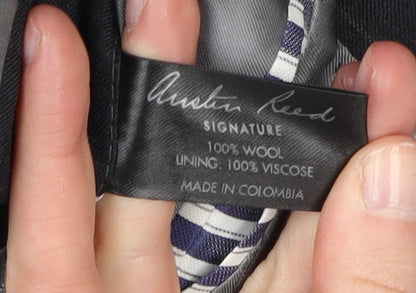 Austin Reed
SIGNATURE
100% WOOL
LINING: 100% VISCOSE
MADE IN COLOMBIA